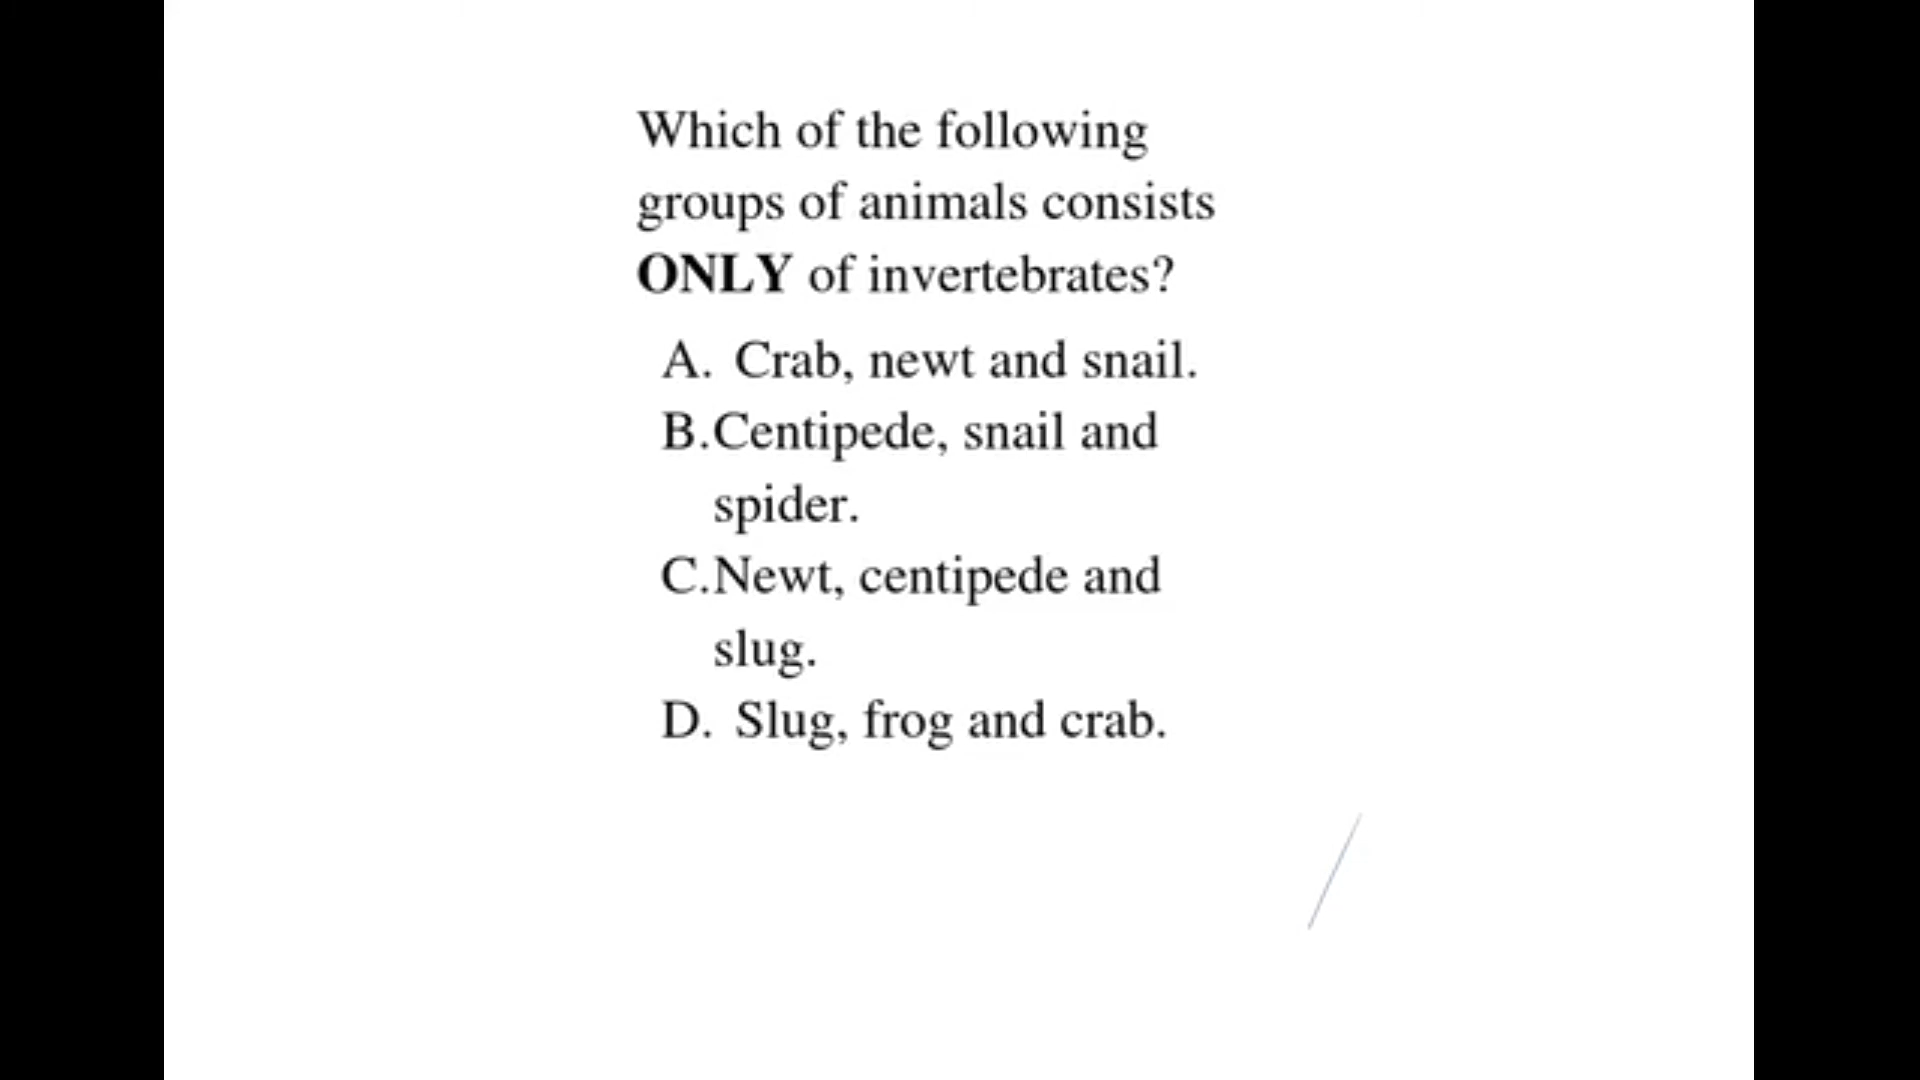 Which of the following
groups of animals consists
ONLY of invertebrates?
A. Crab, newt and snail.
B.Centipede, snail and
spider.
C.Newt, centipede and
slug.
D. Slug, frog and crab.